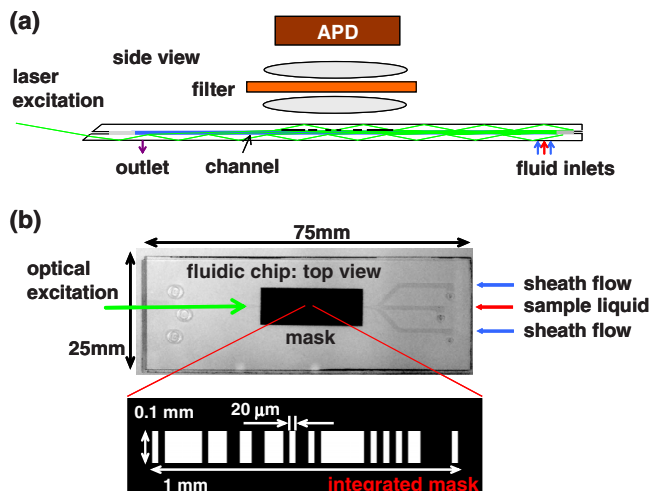 (a)
APD
side view
laser
excitation
filter
outlet
channel
fluid inlets
(b)
75mm
optical
excitation
fluidic chip: top view
sheath flow
sample liquid
mask
sheath flow
25mm
0.1 mm
20 μm
1 mm
integrated mask